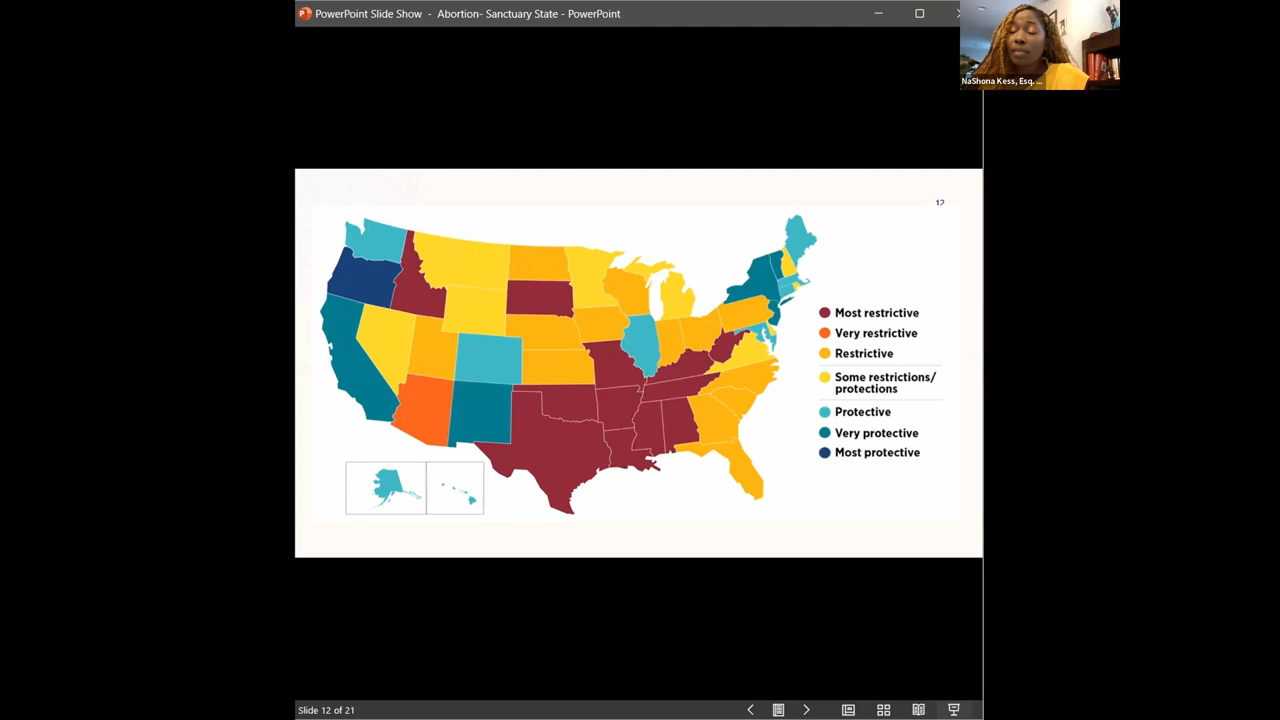 PowerPoint Slide Show - Abortion- Sanctuary State - PowerPoint
NaShona Kess, Esq. ...
12
Most restrictive
Very restrictive
Restrictive
Some restrictions/
protections
Protective
Very protective
Most protective
Slide 12 of 21